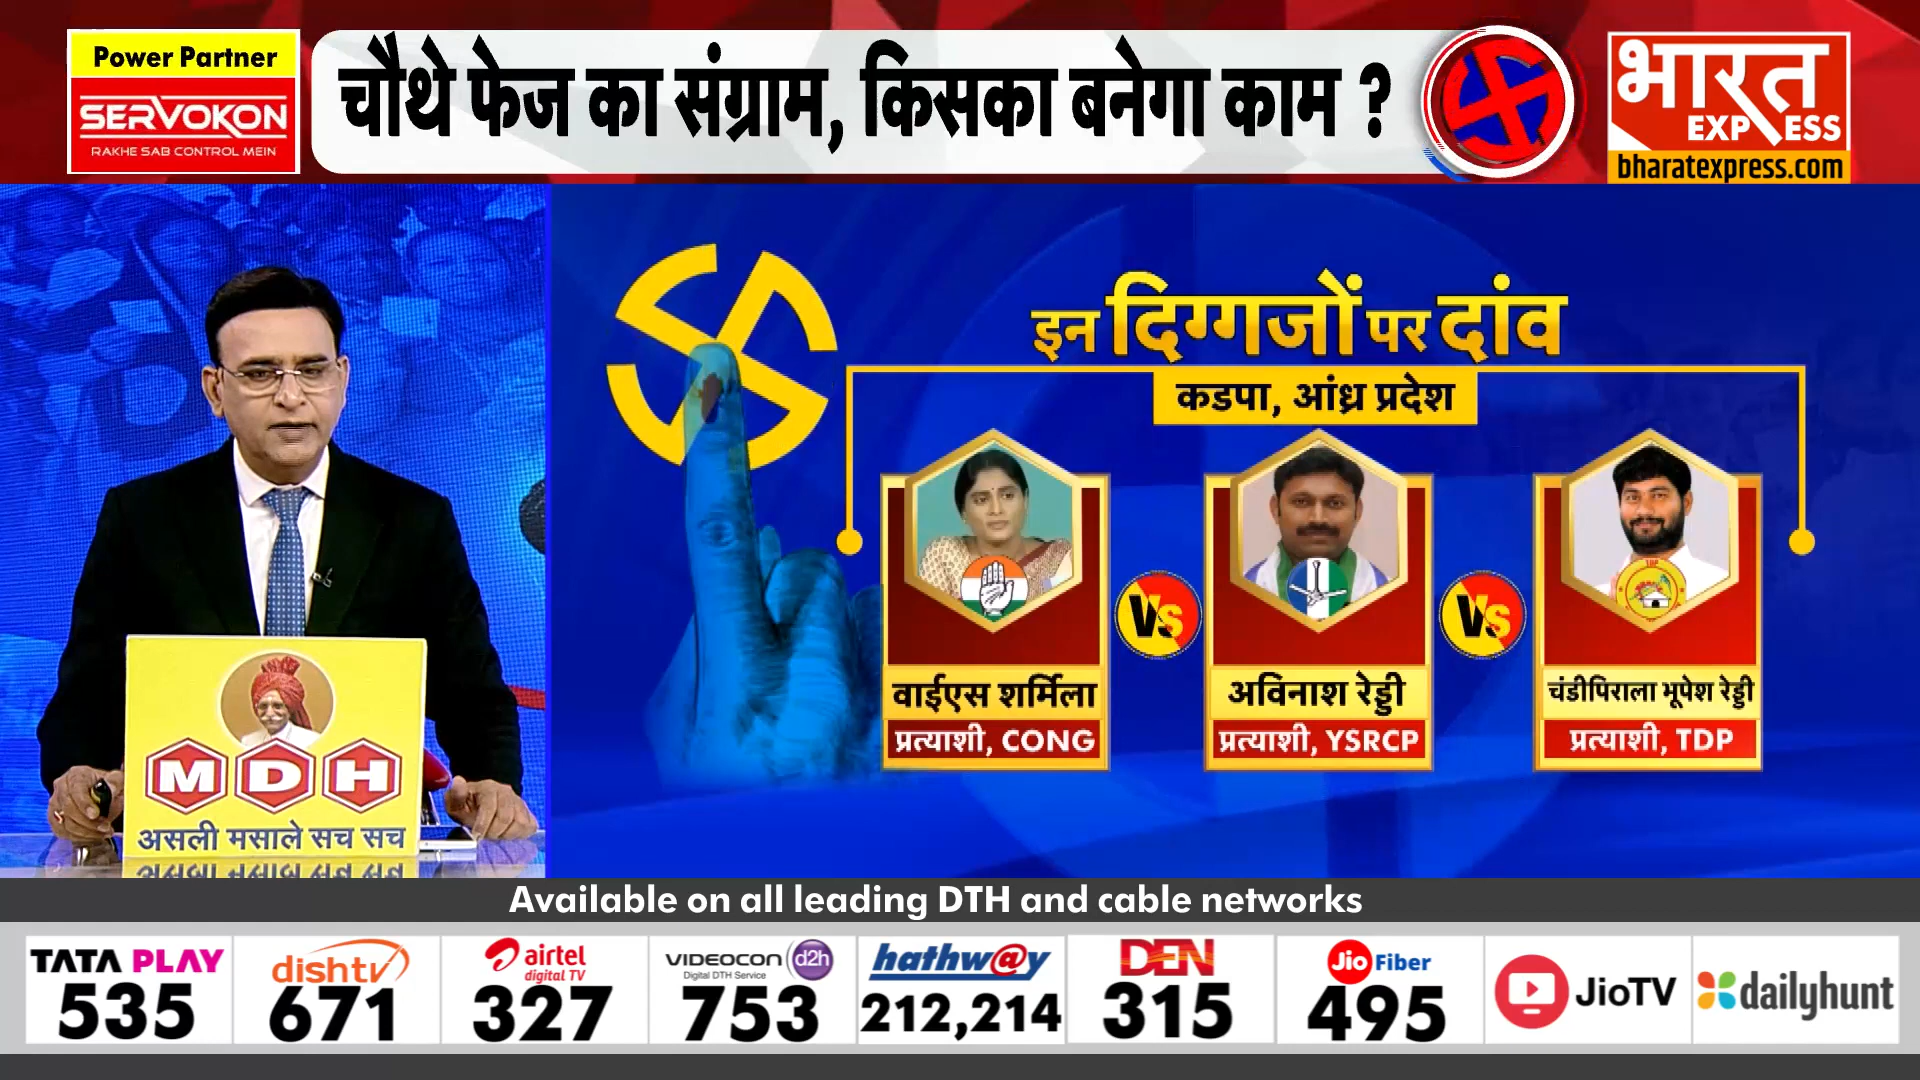 Power Partner
SERVOKON
RAKHE SAB CONTROL MEIN
चौथे फेज का संग्राम, किसका बनेगा काम ?
भारत
EXPRESS
bharatexpress.com
इन दिग्गजों पर दांव
कडपा, आंध्र प्रदेश
वाईएस शर्मिला
प्रत्याशी, CONG
VS
अविनाश रेड्डी
प्रत्याशी, YSRCP
VS
TDP
चंडीपिराला भूपेश रेड्डी
प्रत्याशी, TDP
MDH
असली मसाले सच सच
Available on all leading DTH and cable networks
TATA PLAY
535
dishtv
671
airtel
digital TV
327
VIDEOCON d2h
Digital DTH Service
753
hathw@y
212,214
DEN
315
Jio Fiber
495
JioTV
dailyhunt